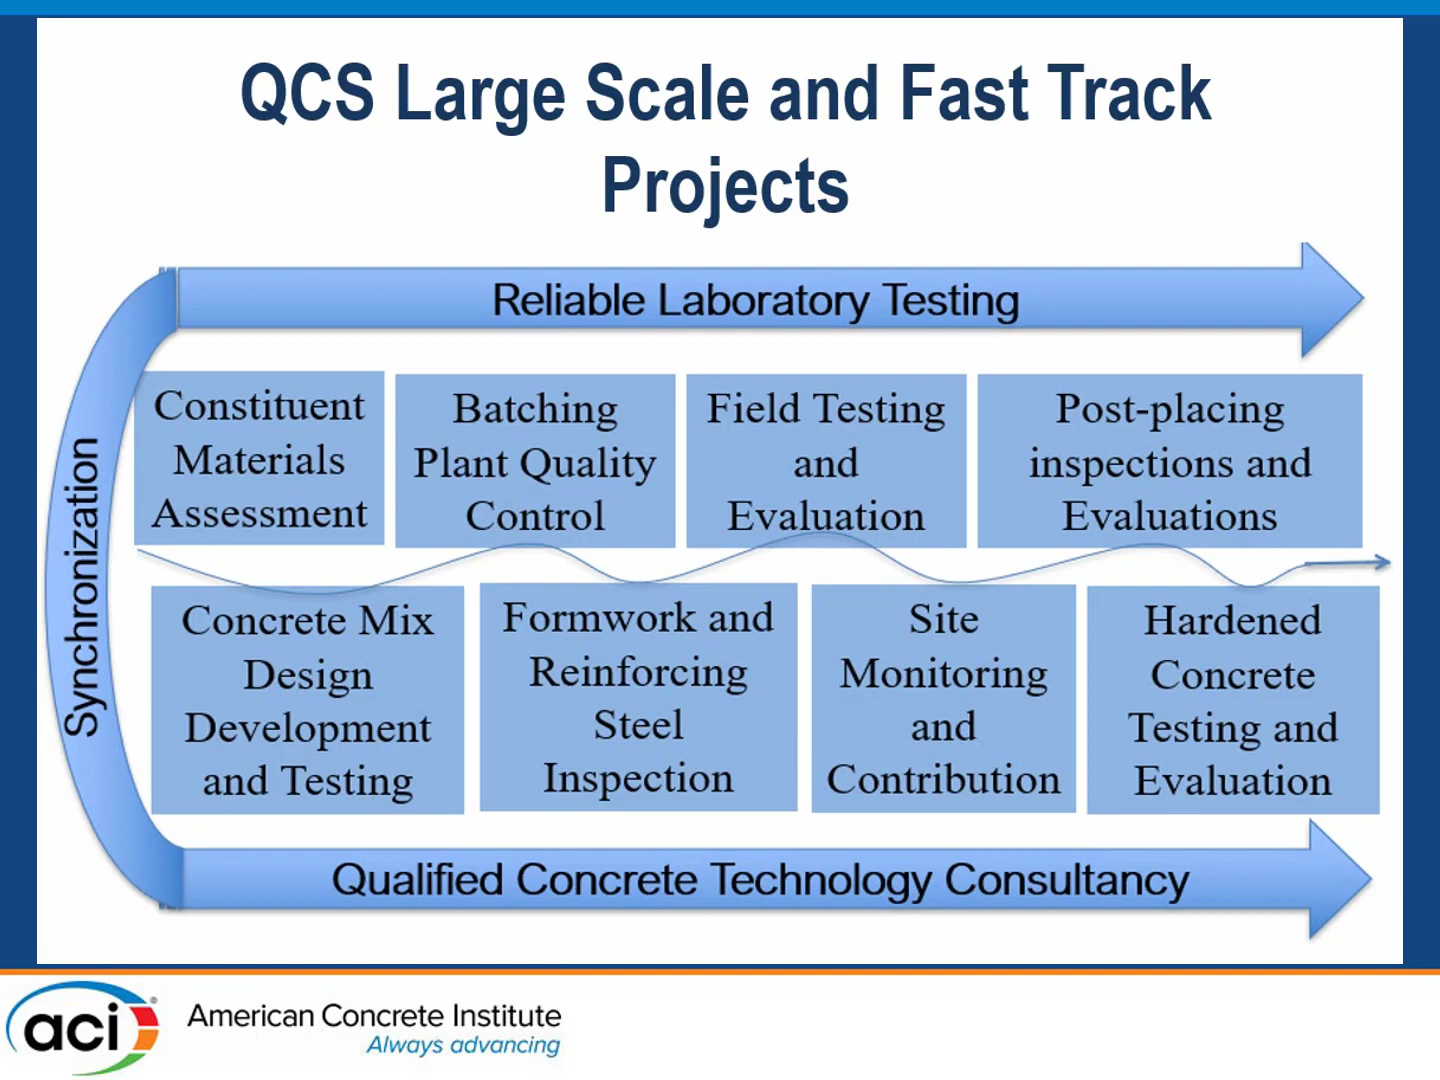 QCS Large Scale and Fast Track
Projects
Reliable Laboratory Testing
Synchronization
Constituent
Materials
Assessment
Batching
Plant Quality
Control
Field Testing
and
Evaluation
Post-placing
inspections and
Evaluations
Concrete Mix
Design
Development
and Testing
Formwork and
Reinforcing
Steel
Inspection
Site
Monitoring
and
Contribution
Hardened
Concrete
Testing and
Evaluation
Qualified Concrete Technology Consultancy
aci®
American Concrete Institute
Always advancing